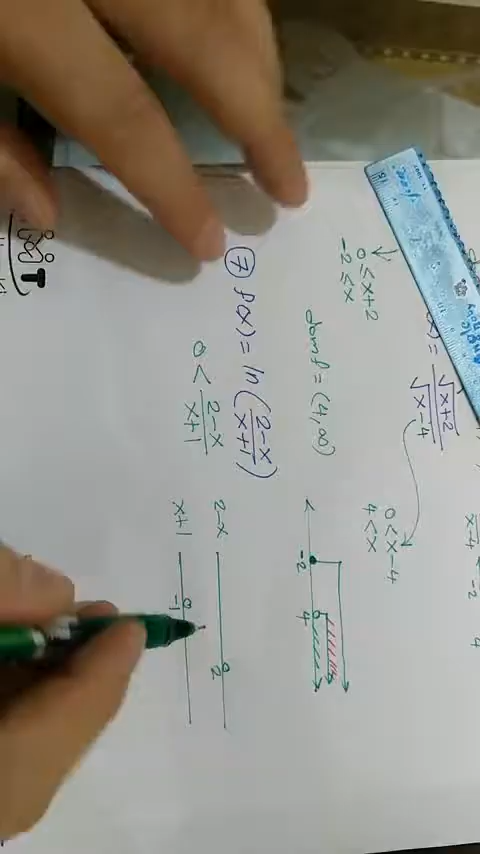 x) = √x+2 / √x-4
0 ≤ x+2
-2 ≤ x
0 < x-4
4 < x
-2 4
domf = (4, ∞)
⑦ f(x) = ln(2-x / x+1)
0 < 2-x / x+1
2-x 2
x+1 -1